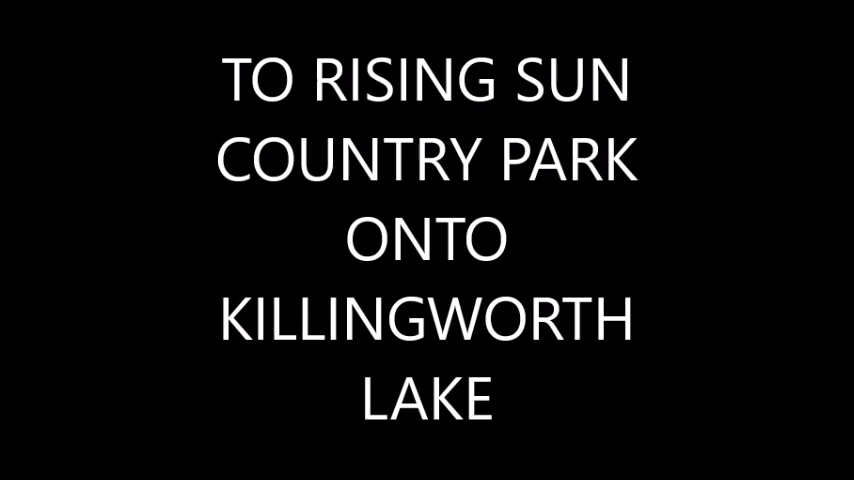 TO RISING SUN
COUNTRY PARK
ONTO
KILLINGWORTH
LAKE